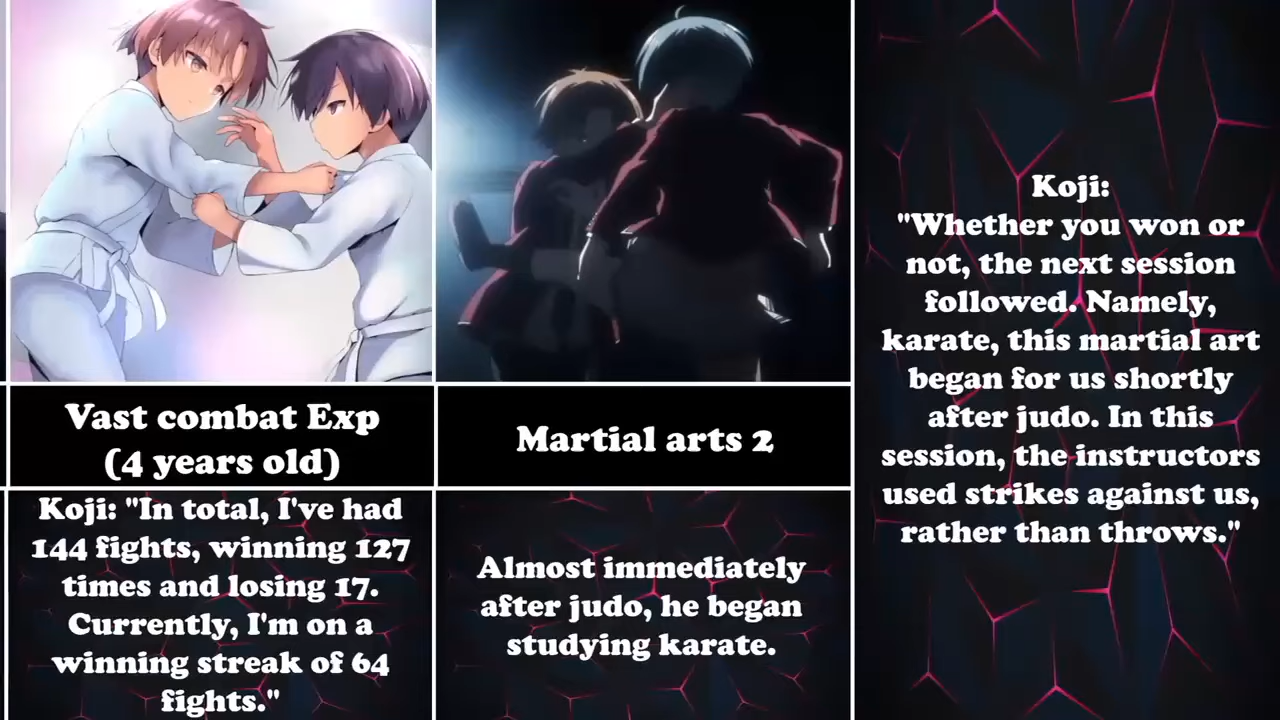 Vast combat Exp
(4 years old)
Koji: "In total, I've had
144 fights, winning 127
times and losing 17.
Currently, I'm on a
winning streak of 64
fights."
Martial arts 2
Almost immediately
after judo, he began
studying karate.
Koji:
"Whether you won or
not, the next session
followed. Namely,
karate, this martial art
began for us shortly
after judo. In this
session, the instructors
used strikes against us,
rather than throws."